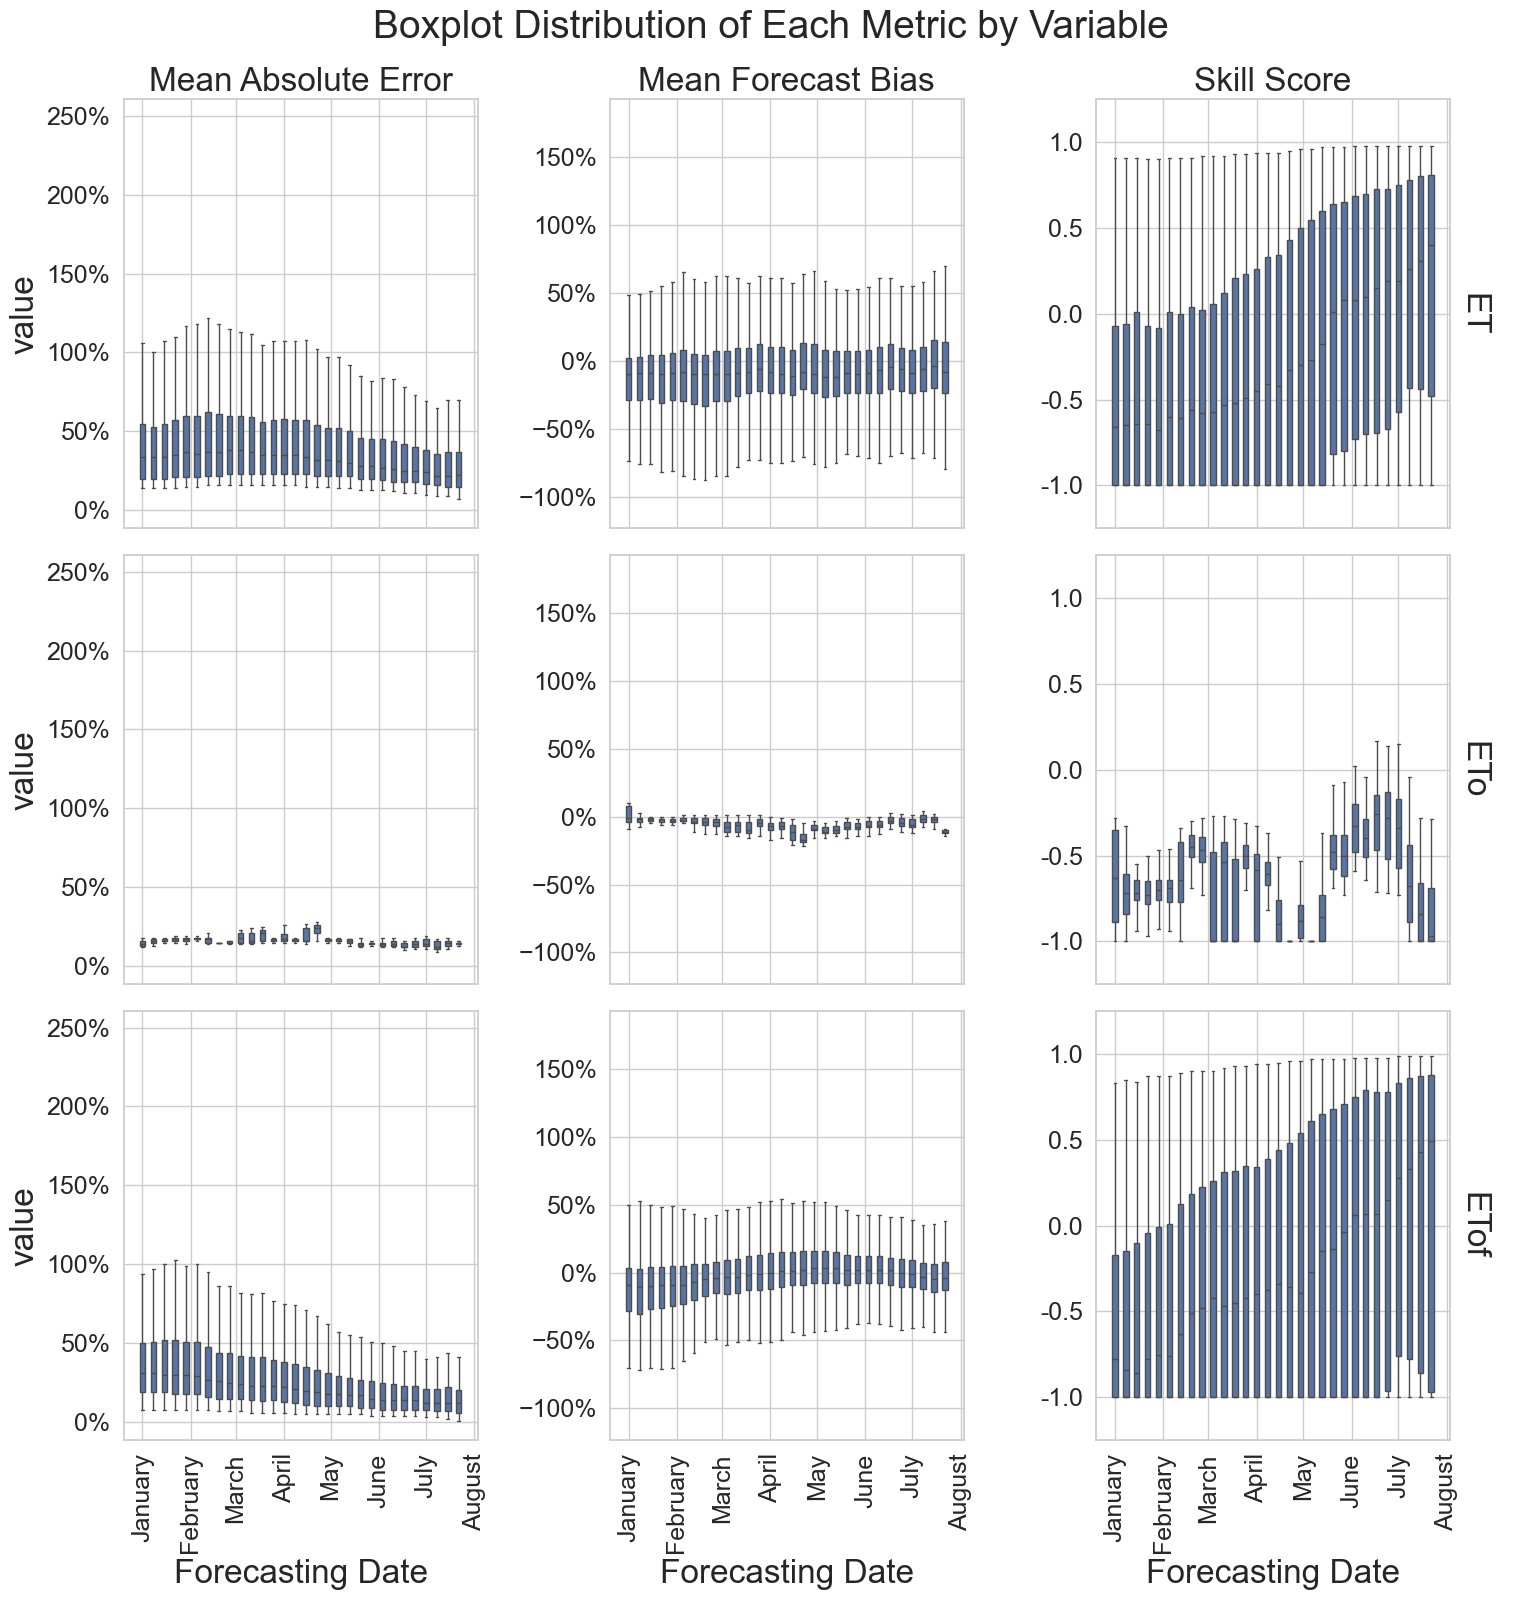 Boxplot Distribution of Each Metric by Variable
Mean Absolute Error
Mean Forecast Bias
Skill Score
250%
200%
150%
100%
50%
0%
value
150%
100%
50%
0%
−50%
−100%
1.0
0.5
0.0
-0.5
-1.0
ET
250%
200%
150%
100%
50%
0%
value
150%
100%
50%
0%
−50%
−100%
1.0
0.5
0.0
-0.5
-1.0
ETo
250%
200%
150%
100%
50%
0%
value
150%
100%
50%
0%
−50%
−100%
1.0
0.5
0.0
-0.5
-1.0
ETof
January
February
March
April
May
June
July
August
Forecasting Date
January
February
March
April
May
June
July
August
Forecasting Date
January
February
March
April
May
June
July
August
Forecasting Date